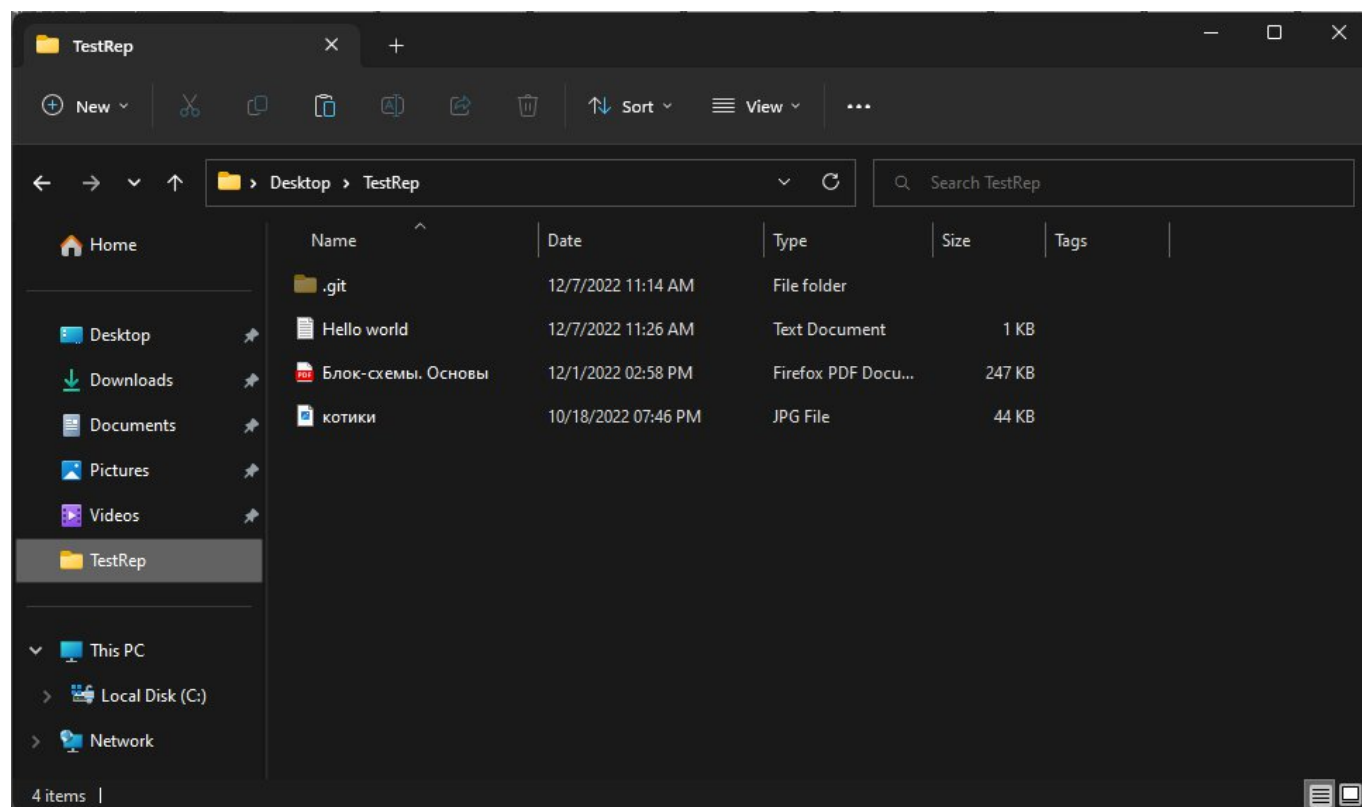 TestRep
New
Sort
View
Desktop > TestRep
Search TestRep
Home
Desktop
Downloads
Documents
Pictures
Videos
TestRep
This PC
Local Disk (C:)
Network
Name Date Type Size Tags
.git 12/7/2022 11:14 AM File folder
Hello world 12/7/2022 11:26 AM Text Document 1 KB
PDF Блок-схемы. Основы 12/1/2022 02:58 PM Firefox PDF Docu... 247 KB
котики 10/18/2022 07:46 PM JPG File 44 KB
4 items